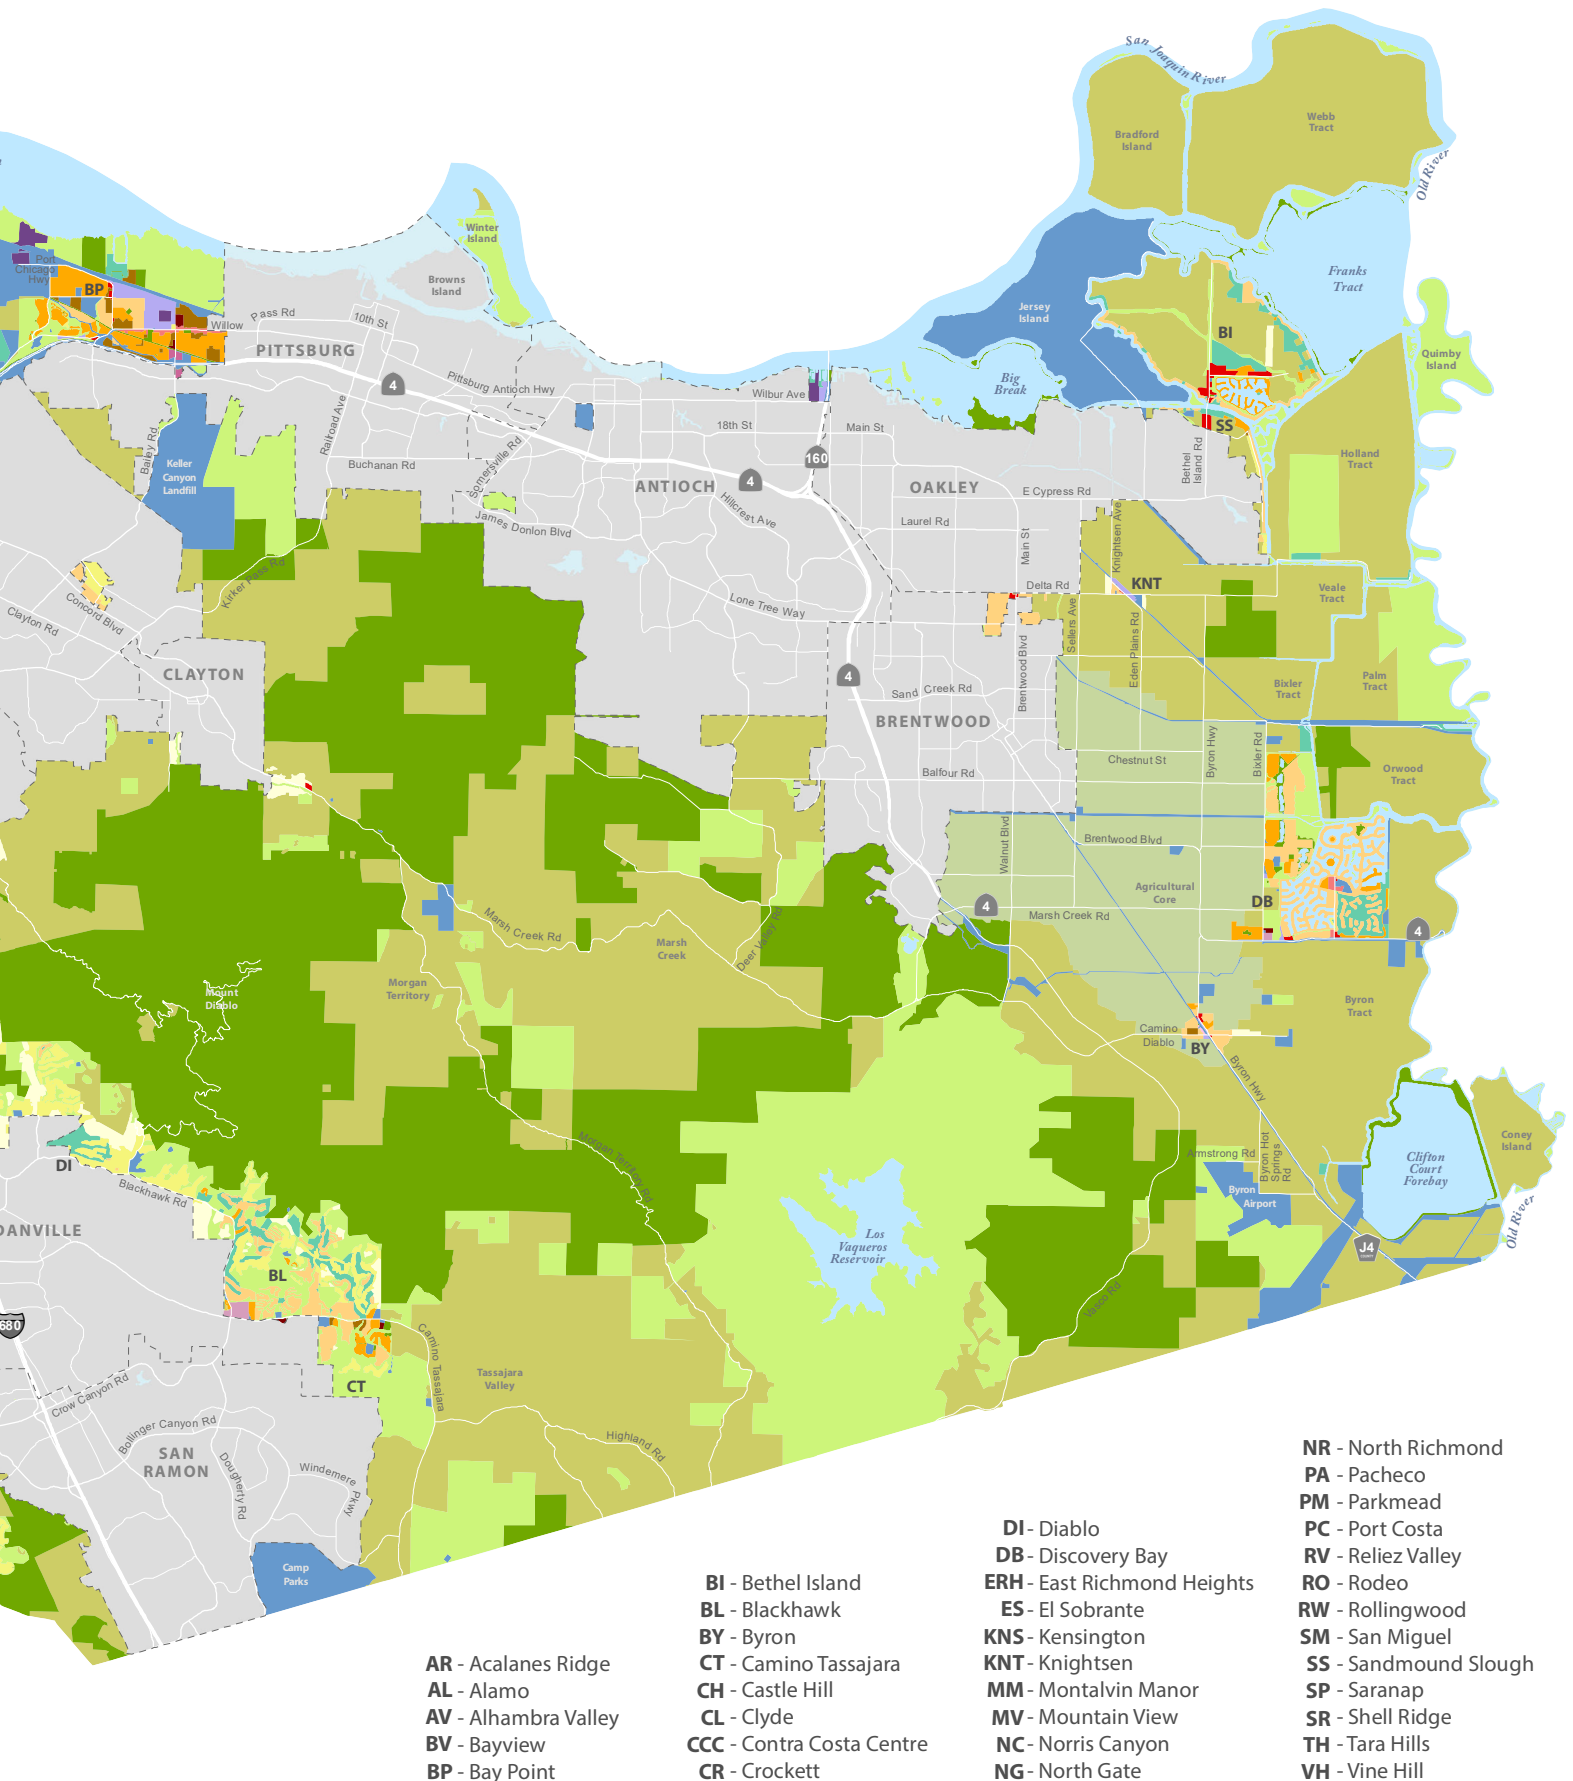 San Joaquin River
Webb
Tract
Bradford
Island
Old River
Winter
Island
Franks
Tract
Port
Chicago
Hwy
Browns
Island
BP
Jersey
Island
Willow
Pass Rd
10th St
BI
PITTSBURG
Quimby
Island
4
Pittsburg Antioch Hwy
Big
Break
Wilbur Ave
Railroad Ave
18th St
Main St
SS
Bailey Rd
Somersville Rd
Bethel
Island Rd
Holland
Tract
Keller
Canyon
Landfill
Buchanan Rd
160
4
ANTIOCH
OAKLEY
E Cypress Rd
Hillcrest Ave
James Donlon Blvd
Laurel Rd
Main St
Knightsen Ave
Kirker Pass Rd
KNT
Delta Rd
Veale
Tract
Concord Blvd
Clayton Rd
Lone Tree Way
Sellers Ave
Eden Plains Rd
Brentwood Blvd
CLAYTON
4
Sand Creek Rd
Bixler
Tract
Palm
Tract
BRENTWOOD
Chestnut St
Byron Hwy
Bixler Rd
Balfour Rd
Orwood
Tract
Walnut Blvd
Brentwood Blvd
Agricultural
Core
DB
4
Marsh Creek Rd
4
Marsh Creek Rd
Deer Valley Rd
Marsh
Creek
Morgan
Territory
Mount
Diablo
Byron
Tract
Camino
Diablo
BY
Byron Hwy
Morgan Territory Rd
Coney
Island
DI
Armstrong Rd
Byron Hot
Springs
Rd
Clifton
Court
Forebay
Blackhawk Rd
Byron
Airport
Old River
DANVILLE
Los
Vaqueros
Reservoir
J4
BL
Vasco Rd
680
Camino Tassajara
CT
Tassajara
Valley
Crow Canyon Rd
Bollinger Canyon Rd
Highland Rd
SAN
RAMON
Dougherty Rd
Windemere
Pkwy
Camp
Parks
AR - Acalanes Ridge
AL - Alamo
AV - Alhambra Valley
BV - Bayview
BP - Bay Point
BI - Bethel Island
BL - Blackhawk
BY - Byron
CT - Camino Tassajara
CH - Castle Hill
CL - Clyde
CCC - Contra Costa Centre
CR - Crockett
DI - Diablo
DB - Discovery Bay
ERH - East Richmond Heights
ES - El Sobrante
KNS - Kensington
KNT - Knightsen
MM - Montalvin Manor
MV - Mountain View
NC - Norris Canyon
NG - North Gate
NR - North Richmond
PA - Pacheco
PM - Parkmead
PC - Port Costa
RV - Reliez Valley
RO - Rodeo
RW - Rollingwood
SM - San Miguel
SS - Sandmound Slough
SP - Saranap
SR - Shell Ridge
TH - Tara Hills
VH - Vine Hill